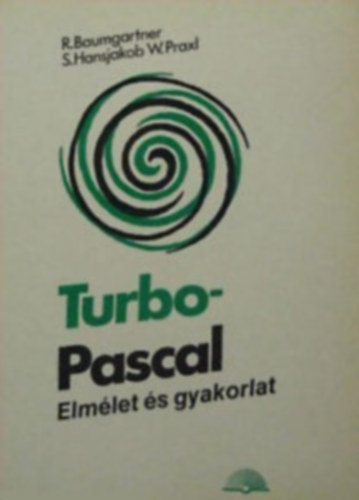 R.Baumgartner
S.Hansjakob W.Praxl
Turbo-
Pascal
Elmélet és gyakorlat